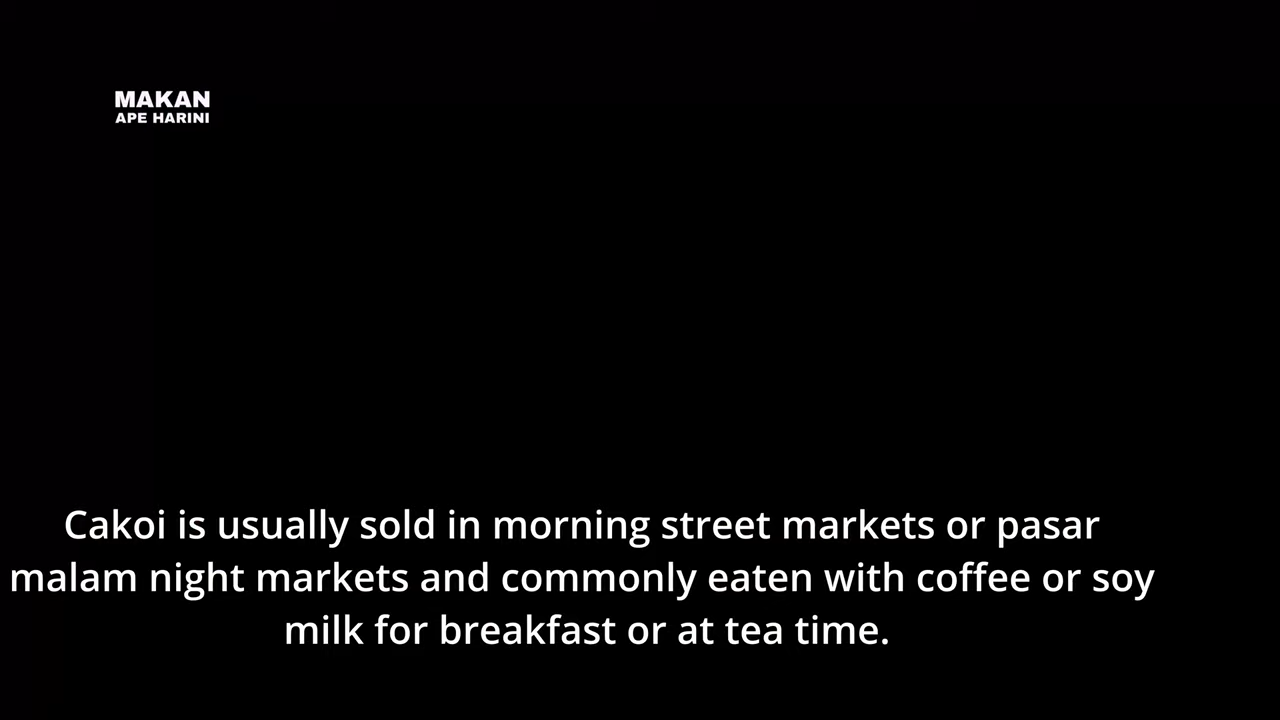 MAKAN
APE HARINI
Cakoi is usually sold in morning street markets or pasar
malam night markets and commonly eaten with coffee or soy
milk for breakfast or at tea time.